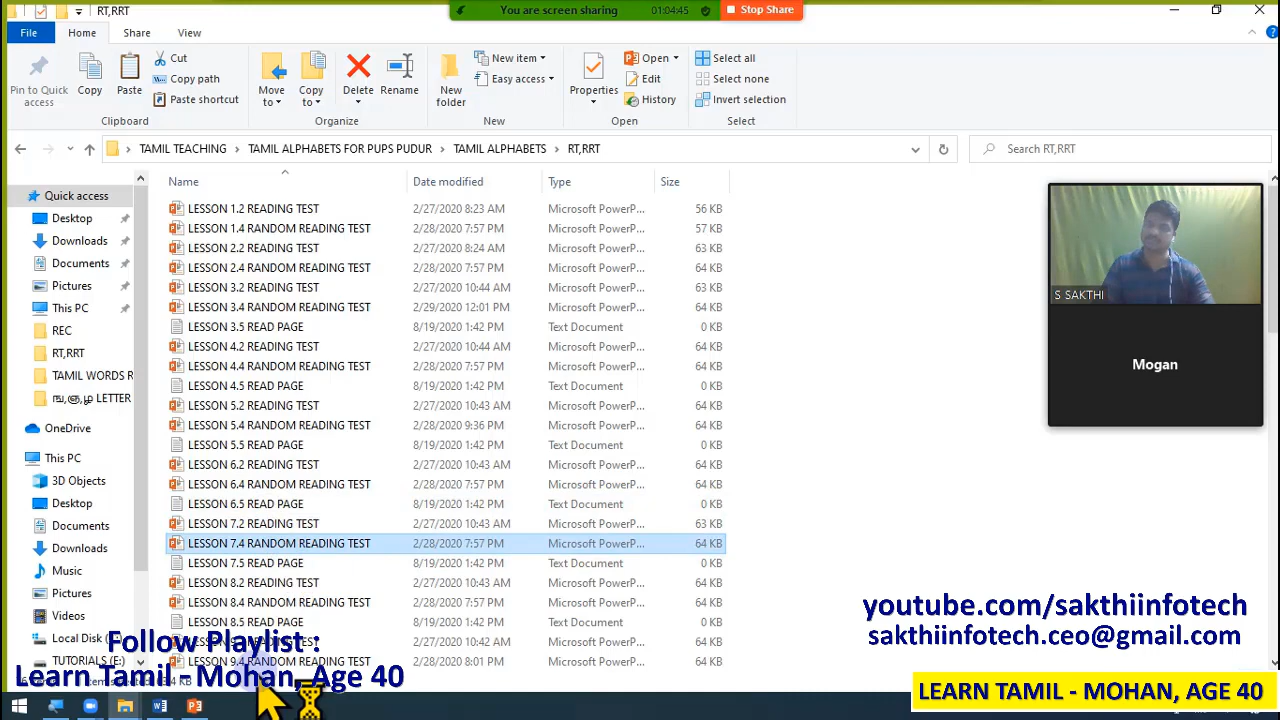 RT,RRT
You are screen sharing 01:04:45 Stop Share
File Home Share View
Pin to Quick access
Copy
Paste
Cut
Copy path
Paste shortcut
Clipboard
Move to
Copy to
Delete
Rename
Organize
New folder
New item
Easy access
New
Properties
Open
Edit
History
Open
Select all
Select none
Invert selection
Select
TAMIL TEACHING > TAMIL ALPHABETS FOR PUPS PUDUR > TAMIL ALPHABETS > RT,RRT
Search RT,RRT
Quick access
Desktop
Downloads
Documents
Pictures
This PC
REC
RT,RRT
TAMIL WORDS R
LETTER
OneDrive
This PC
3D Objects
Desktop
Documents
Downloads
Music
Pictures
Videos
Local Disk
TUTORIALS (E:)
Name Date modified Type Size
LESSON 1.2 READING TEST 2/27/2020 8:23 AM Microsoft PowerP... 56 KB
LESSON 1.4 RANDOM READING TEST 2/28/2020 7:57 PM Microsoft PowerP... 57 KB
LESSON 2.2 READING TEST 2/27/2020 8:24 AM Microsoft PowerP... 63 KB
LESSON 2.4 RANDOM READING TEST 2/28/2020 7:57 PM Microsoft PowerP... 64 KB
LESSON 3.2 READING TEST 2/27/2020 10:44 AM Microsoft PowerP... 63 KB
LESSON 3.4 RANDOM READING TEST 2/29/2020 12:01 PM Microsoft PowerP... 64 KB
LESSON 3.5 READ PAGE 8/19/2020 1:42 PM Text Document 0 KB
LESSON 4.2 READING TEST 2/27/2020 10:44 AM Microsoft PowerP... 64 KB
LESSON 4.4 RANDOM READING TEST 2/28/2020 7:57 PM Microsoft PowerP... 64 KB
LESSON 4.5 READ PAGE 8/19/2020 1:42 PM Text Document 0 KB
LESSON 5.2 READING TEST 2/27/2020 10:43 AM Microsoft PowerP... 64 KB
LESSON 5.4 RANDOM READING TEST 2/28/2020 9:36 PM Microsoft PowerP... 64 KB
LESSON 5.5 READ PAGE 8/19/2020 1:42 PM Text Document 0 KB
LESSON 6.2 READING TEST 2/27/2020 10:43 AM Microsoft PowerP... 64 KB
LESSON 6.4 RANDOM READING TEST 2/28/2020 7:57 PM Microsoft PowerP... 64 KB
LESSON 6.5 READ PAGE 8/19/2020 1:42 PM Text Document 0 KB
LESSON 7.2 READING TEST 2/27/2020 10:43 AM Microsoft PowerP... 63 KB
LESSON 7.4 RANDOM READING TEST 2/28/2020 7:57 PM Microsoft PowerP... 64 KB
LESSON 7.5 READ PAGE 8/19/2020 1:42 PM Text Document 0 KB
LESSON 8.2 READING TEST 2/27/2020 10:43 AM Microsoft PowerP... 64 KB
LESSON 8.4 RANDOM READING TEST 2/28/2020 7:57 PM Microsoft PowerP... 64 KB
LESSON 8.5 READ PAGE 8/19/2020 1:42 PM Text Document 0 KB
2/27/2020 10:42 AM Microsoft PowerP... 64 KB
LESSON 9.4 RANDOM READING TEST 2/28/2020 8:01 PM Microsoft PowerP... 64 KB
S SAKTHI
Mogan
Follow Playlist :
Learn Tamil - Mohan, Age 40
youtube.com/sakthiinfotech
sakthiinfotech.ceo@gmail.com
LEARN TAMIL - MOHAN, AGE 40